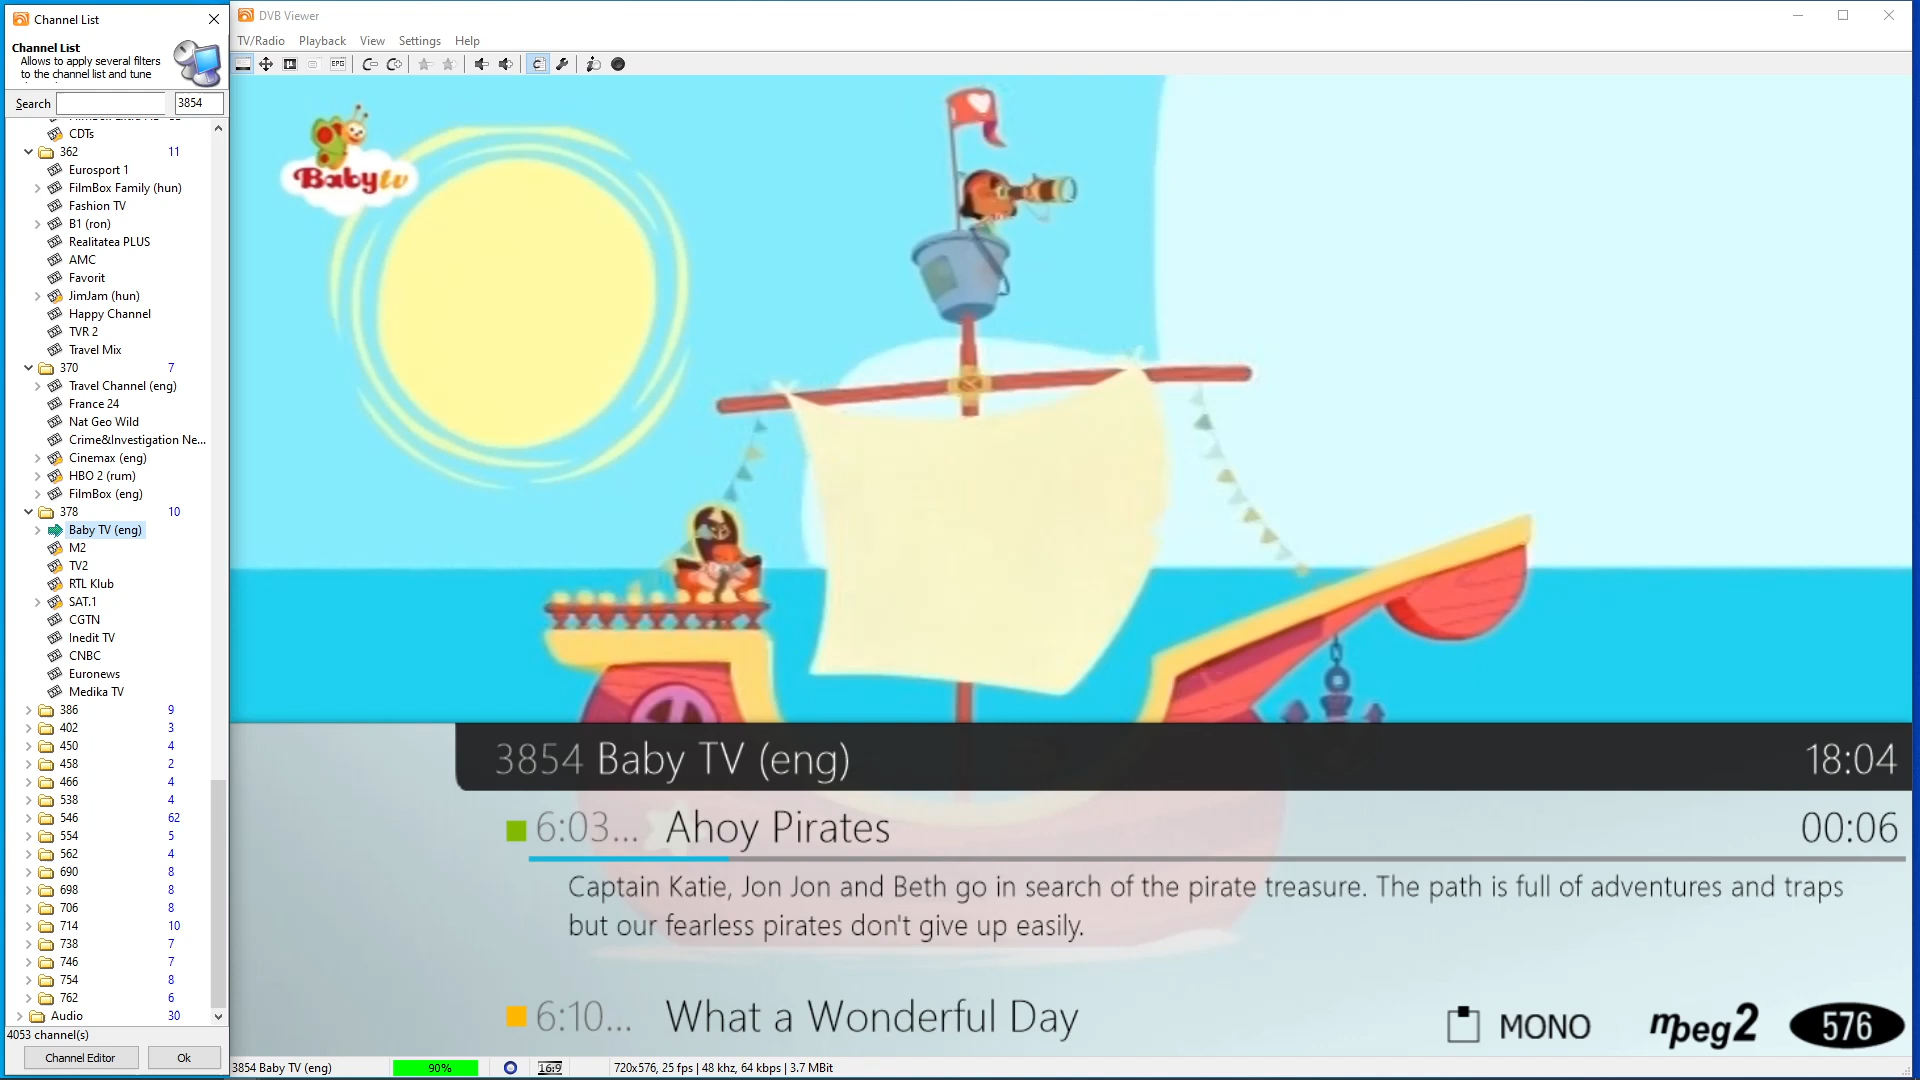 Channel List
DVB Viewer
TV/Radio Playback View Settings Help
Channel List
Allows to apply several filters
to the channel list and tune
EPG
Search 3854
CDTs
362 11
Eurosport 1
FilmBox Family (hun)
Fashion TV
B1 (ron)
Realitatea PLUS
AMC
Favorit
JimJam (hun)
Happy Channel
TVR 2
Travel Mix
370 7
Travel Channel (eng)
France 24
Nat Geo Wild
Crime&Investigation Ne...
Cinemax (eng)
HBO 2 (rum)
FilmBox (eng)
378 10
Baby TV (eng)
M2
TV2
RTL Klub
SAT.1
CGTN
Inedit TV
CNBC
Euronews
Medika TV
386 9
402 3
450 4
458 2
466 4
538 4
546 62
554 5
562 4
690 8
698 8
706 8
714 10
738 7
746 7
754 8
762 6
Audio 30
4053 channel(s)
Channel Editor Ok
Babytv
3854 Baby TV (eng) 18:04
6:03... Ahoy Pirates 00:06
Captain Katie, Jon Jon and Beth go in search of the pirate treasure. The path is full of adventures and traps
but our fearless pirates don't give up easily.
6:10... What a Wonderful Day MONO mpeg2 576
3854 Baby TV (eng) 90% 16:9 720x576, 25 fps | 48 khz, 64 kbps | 3.7 MBit